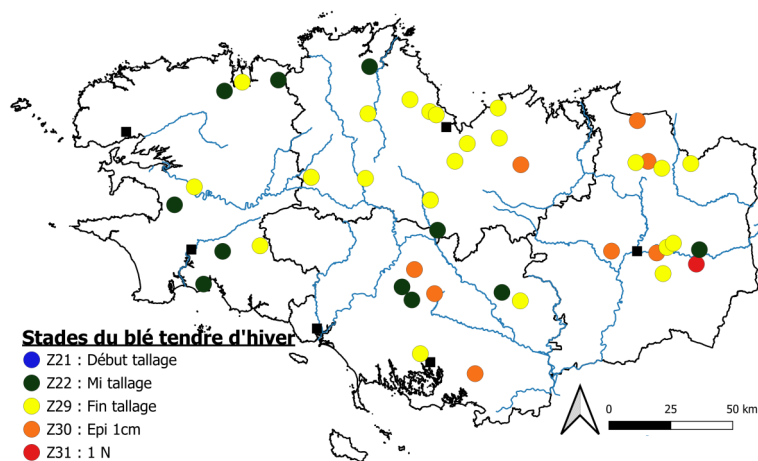 Stades du blé tendre d'hiver
Z21 : Début tallage
Z22 : Mi tallage
Z29 : Fin tallage
Z30 : Epi 1cm
Z31 : 1 N
0 25 50 km